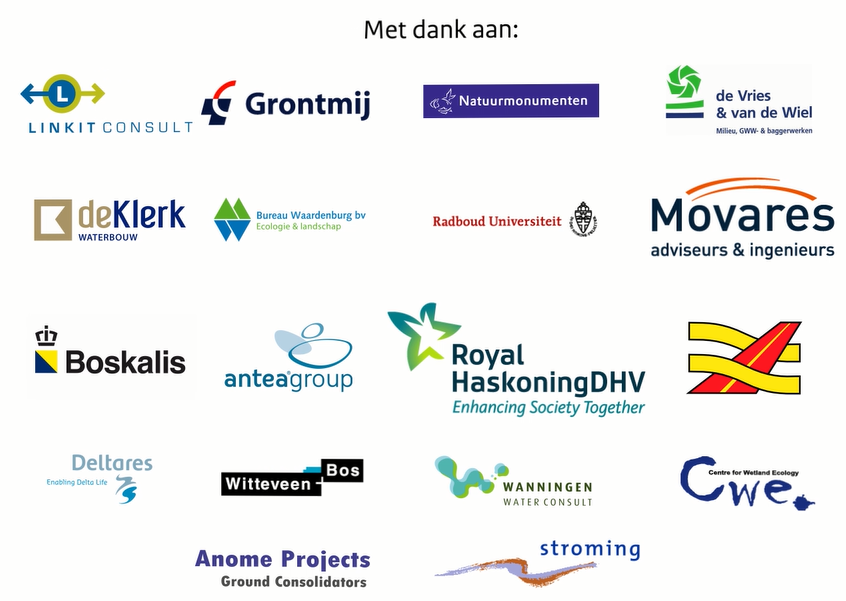 Met dank aan:
L
LINKIT CONSULT
Grontmij
Natuurmonumenten
de Vries
& van de Wiel
Milieu, GWW- & baggerwerken
deKlerk
WATERBOUW
Bureau Waardenburg bv
Ecologie & landschap
Radboud Universiteit
Movares
adviseurs & ingenieurs
Boskalis
anteagroup
Royal
HaskoningDHV
Enhancing Society Together
Deltares
Enabling Delta Life
Witteveen + Bos
WANNINGEN
WATER CONSULT
Centre for Wetland Ecology
Cwe
Anome Projects
Ground Consolidators
stroming